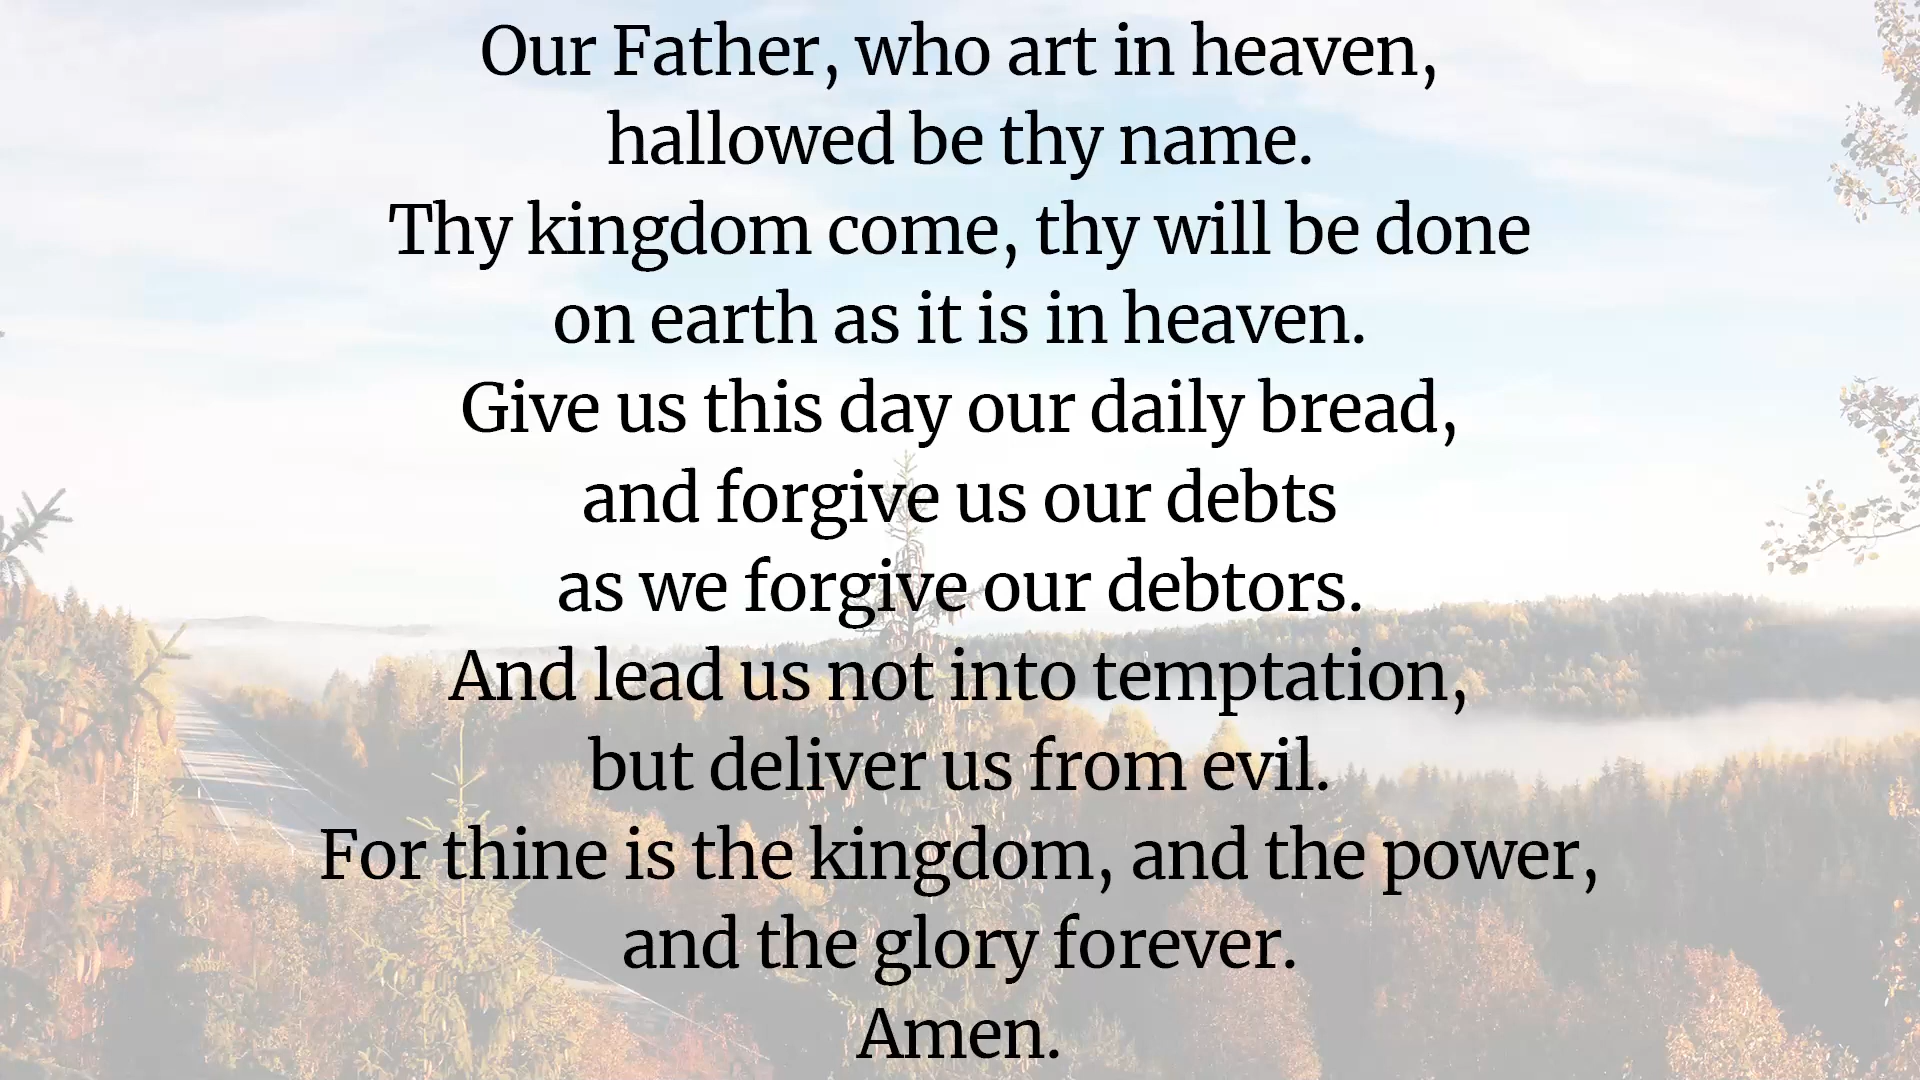 Our Father, who art in heaven,
hallowed be thy name.
Thy kingdom come, thy will be done
on earth as it is in heaven.
Give us this day our daily bread,
and forgive us our debts
as we forgive our debtors.
And lead us not into temptation,
but deliver us from evil.
For thine is the kingdom, and the power,
and the glory forever.
Amen.